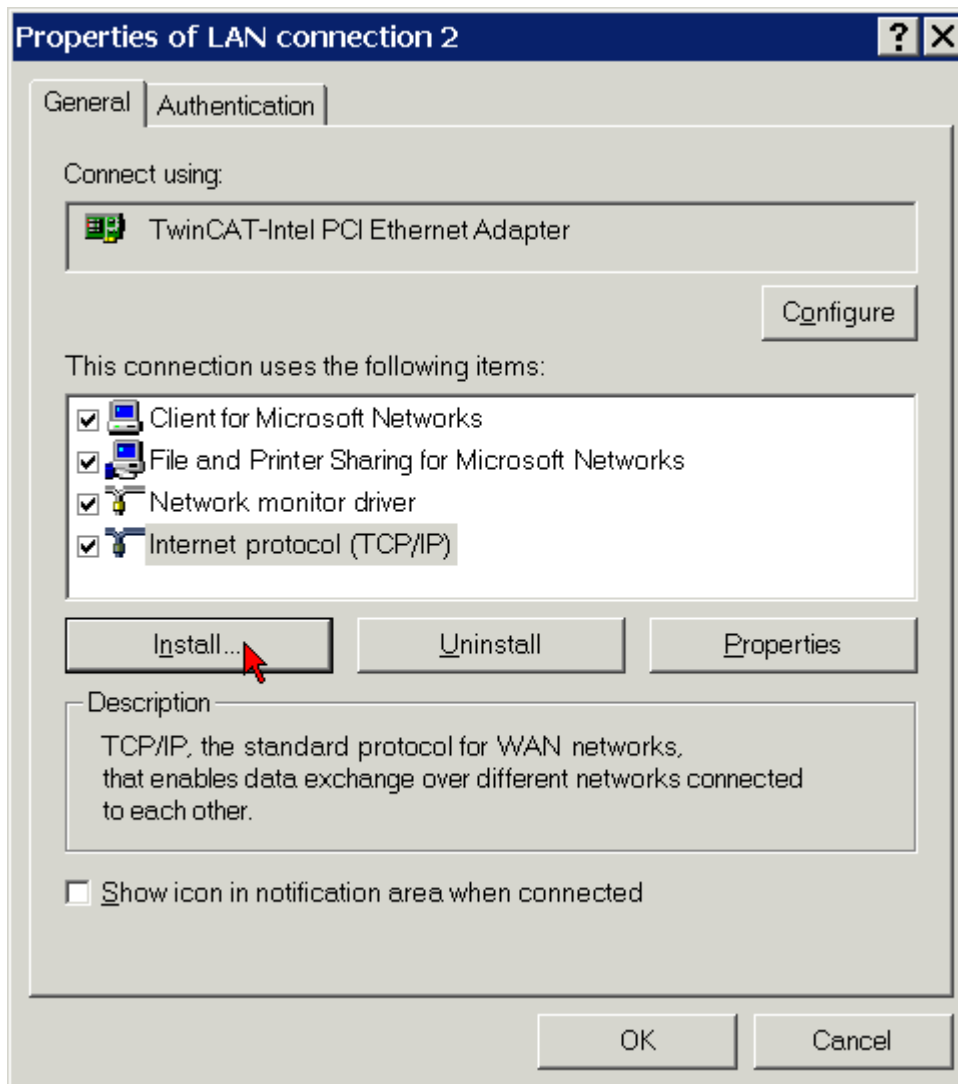 Properties of LAN connection 2
General
Authentication
Connect using:
TwinCAT-Intel PCI Ethernet Adapter
Configure
This connection uses the following items:
Client for Microsoft Networks
File and Printer Sharing for Microsoft Networks
Network monitor driver
Internet protocol (TCP/IP)
Install...
Uninstall
Properties
Description
TCP/IP, the standard protocol for WAN networks,
that enables data exchange over different networks connected
to each other.
Show icon in notification area when connected
OK
Cancel